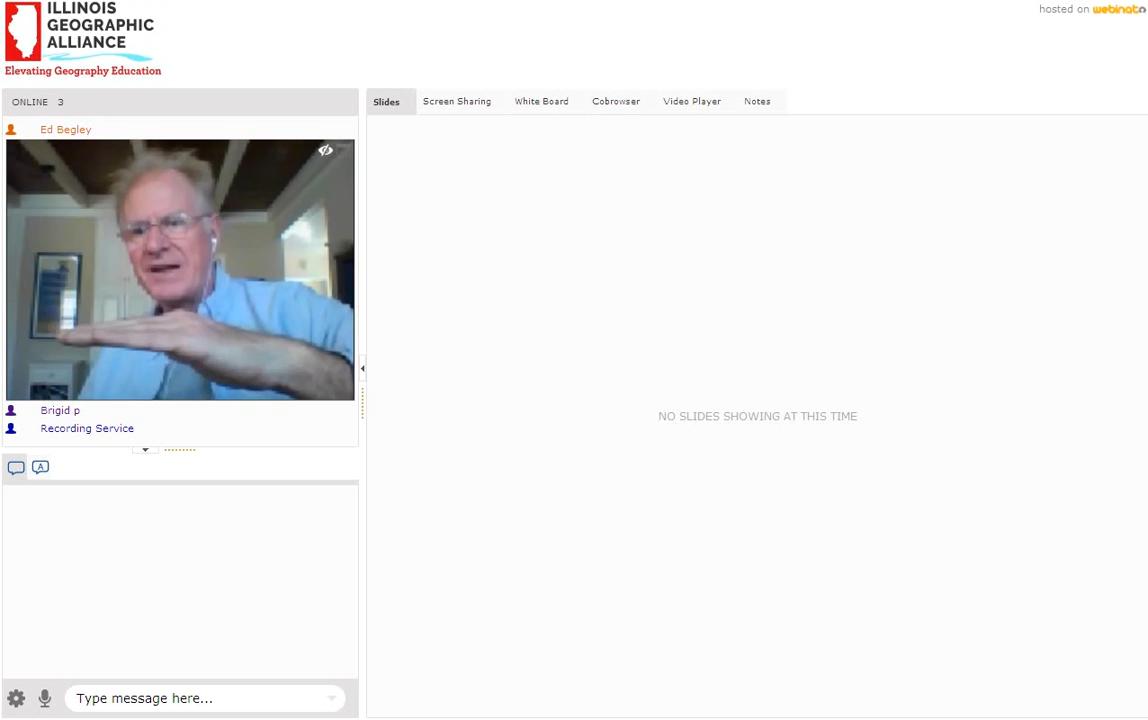 ILLINOIS
GEOGRAPHIC
ALLIANCE
Elevating Geography Education
hosted on webinato
ONLINE 3
Ed Begley
Brigid p
Recording Service
A
Type message here...
Slides Screen Sharing White Board Cobrowser Video Player Notes
NO SLIDES SHOWING AT THIS TIME